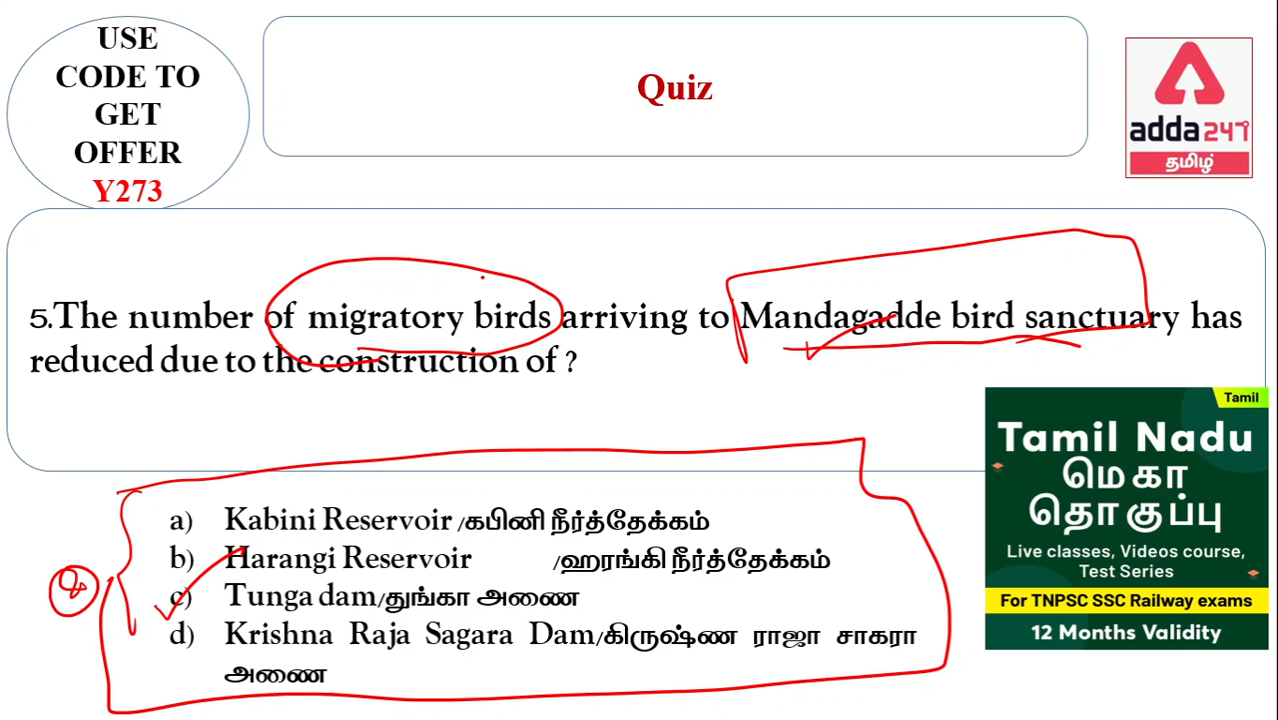 USE
CODE TO
GET
OFFER
Y273
Quiz
adda247
தமிழ்
5.The number of migratory birds arriving to Mandagadde bird sanctuary has
reduced due to the construction of ?
a) Kabini Reservoir /கபினி நீர்த்தேக்கம்
b) Harangi Reservoir /ஹரங்கி நீர்த்தேக்கம்
c) Tunga dam/துங்கா அணை
d) Krishna Raja Sagara Dam/கிருஷ்ண ராஜா சாகரா
அணை
Tamil
Tamil Nadu
மெகா
தொகுப்பு
Live classes, Videos course,
Test Series
For TNPSC SSC Railway exams
12 Months Validity